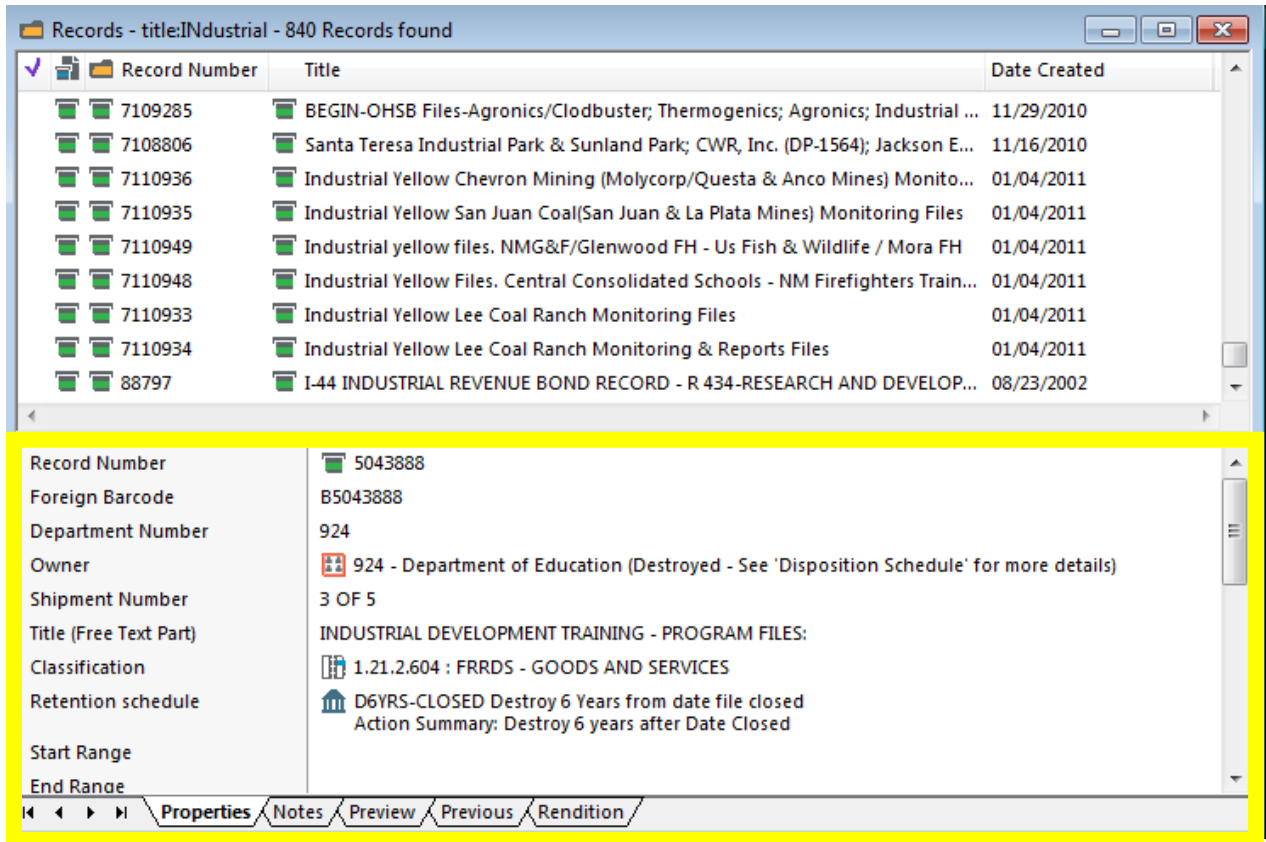 Records - title:INdustrial - 840 Records found
Record Number Title Date Created
7109285 BEGIN-OHSB Files-Agronics/Clodbuster; Thermogenics; Agronics; Industrial ... 11/29/2010
7108806 Santa Teresa Industrial Park & Sunland Park; CWR, Inc. (DP-1564); Jackson E... 11/16/2010
7110936 Industrial Yellow Chevron Mining (Molycorp/Questa & Anco Mines) Monito... 01/04/2011
7110935 Industrial Yellow San Juan Coal(San Juan & La Plata Mines) Monitoring Files 01/04/2011
7110949 Industrial yellow files. NMG&F/Glenwood FH - Us Fish & Wildlife / Mora FH 01/04/2011
7110948 Industrial Yellow Files. Central Consolidated Schools - NM Firefighters Train... 01/04/2011
7110933 Industrial Yellow Lee Coal Ranch Monitoring Files 01/04/2011
7110934 Industrial Yellow Lee Coal Ranch Monitoring & Reports Files 01/04/2011
88797 I-44 INDUSTRIAL REVENUE BOND RECORD - R 434-RESEARCH AND DEVELOP... 08/23/2002
Record Number 5043888
Foreign Barcode B5043888
Department Number 924
Owner 924 - Department of Education (Destroyed - See 'Disposition Schedule' for more details)
Shipment Number 3 OF 5
Title (Free Text Part) INDUSTRIAL DEVELOPMENT TRAINING - PROGRAM FILES:
Classification 1.21.2.604 : FRRDS - GOODS AND SERVICES
Retention schedule D6YRS-CLOSED Destroy 6 Years from date file closed
Action Summary: Destroy 6 years after Date Closed
Start Range
End Range
Properties Notes Preview Previous Rendition